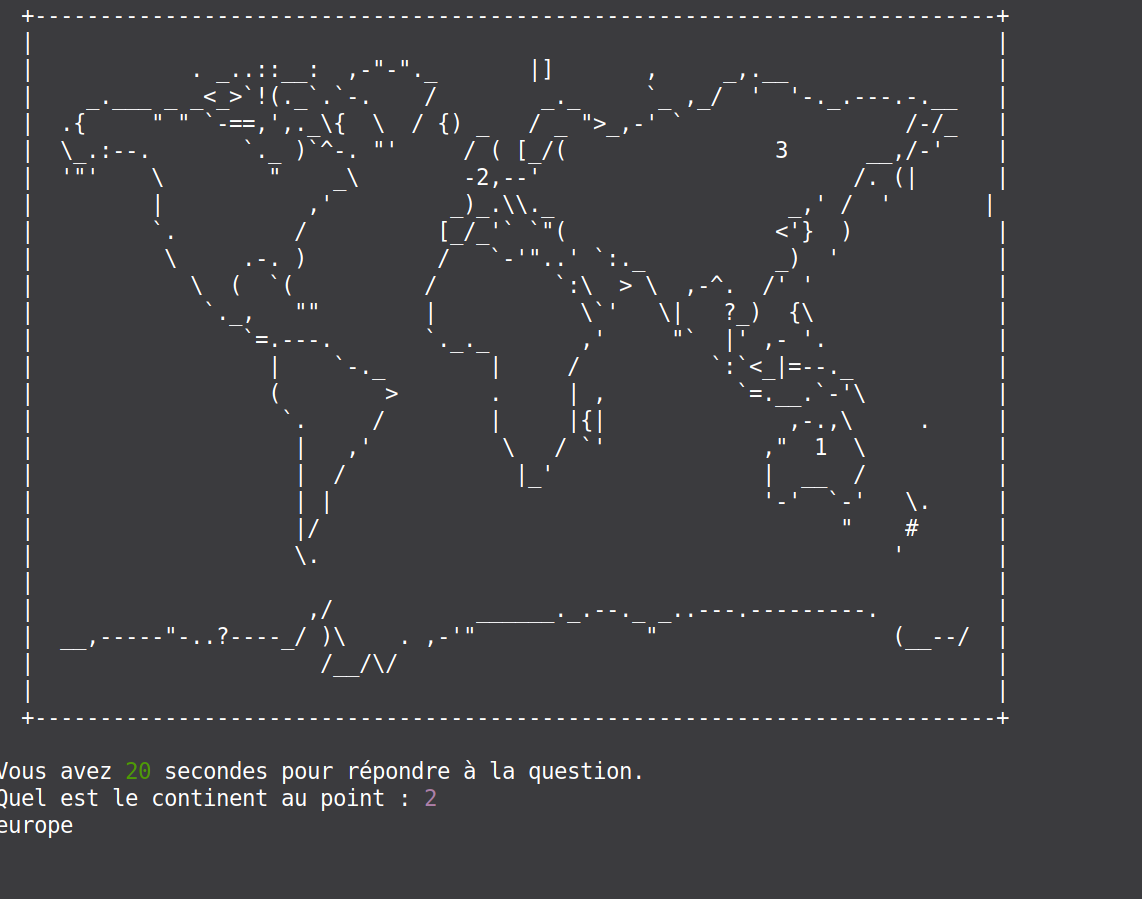 3
2
1
Vous avez 20 secondes pour répondre à la question.
Quel est le continent au point : 2
europe